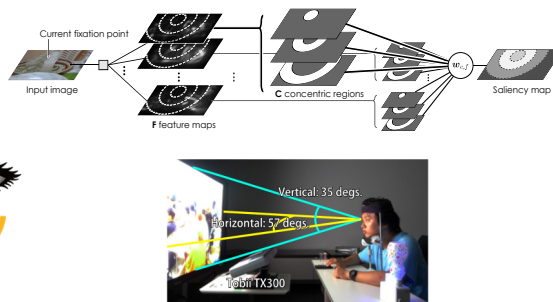 Current fixation point
Input image
F feature maps
C concentric regions
w_{c,f}
Saliency map
Vertical: 35 degs.
Horizontal: 57 degs.
Tobii TX300